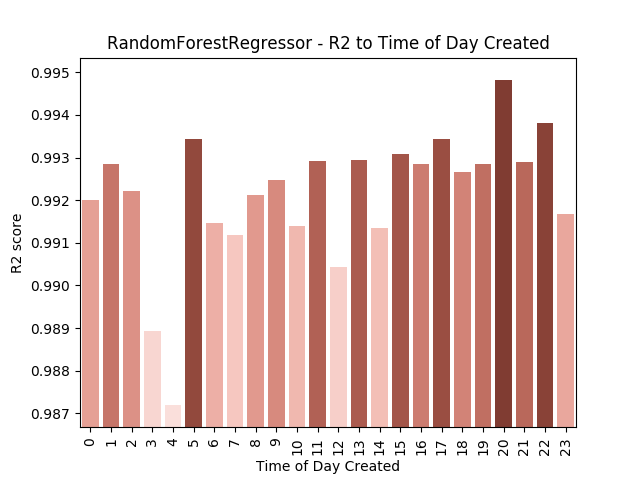 RandomForestRegressor - R2 to Time of Day Created
0.995
0.994
0.993
0.992
0.991
0.990
0.989
0.988
0.987
R2 score
0 1 2 3 4 5 6 7 8 9 10 11 12 13 14 15 16 17 18 19 20 21 22 23
Time of Day Created